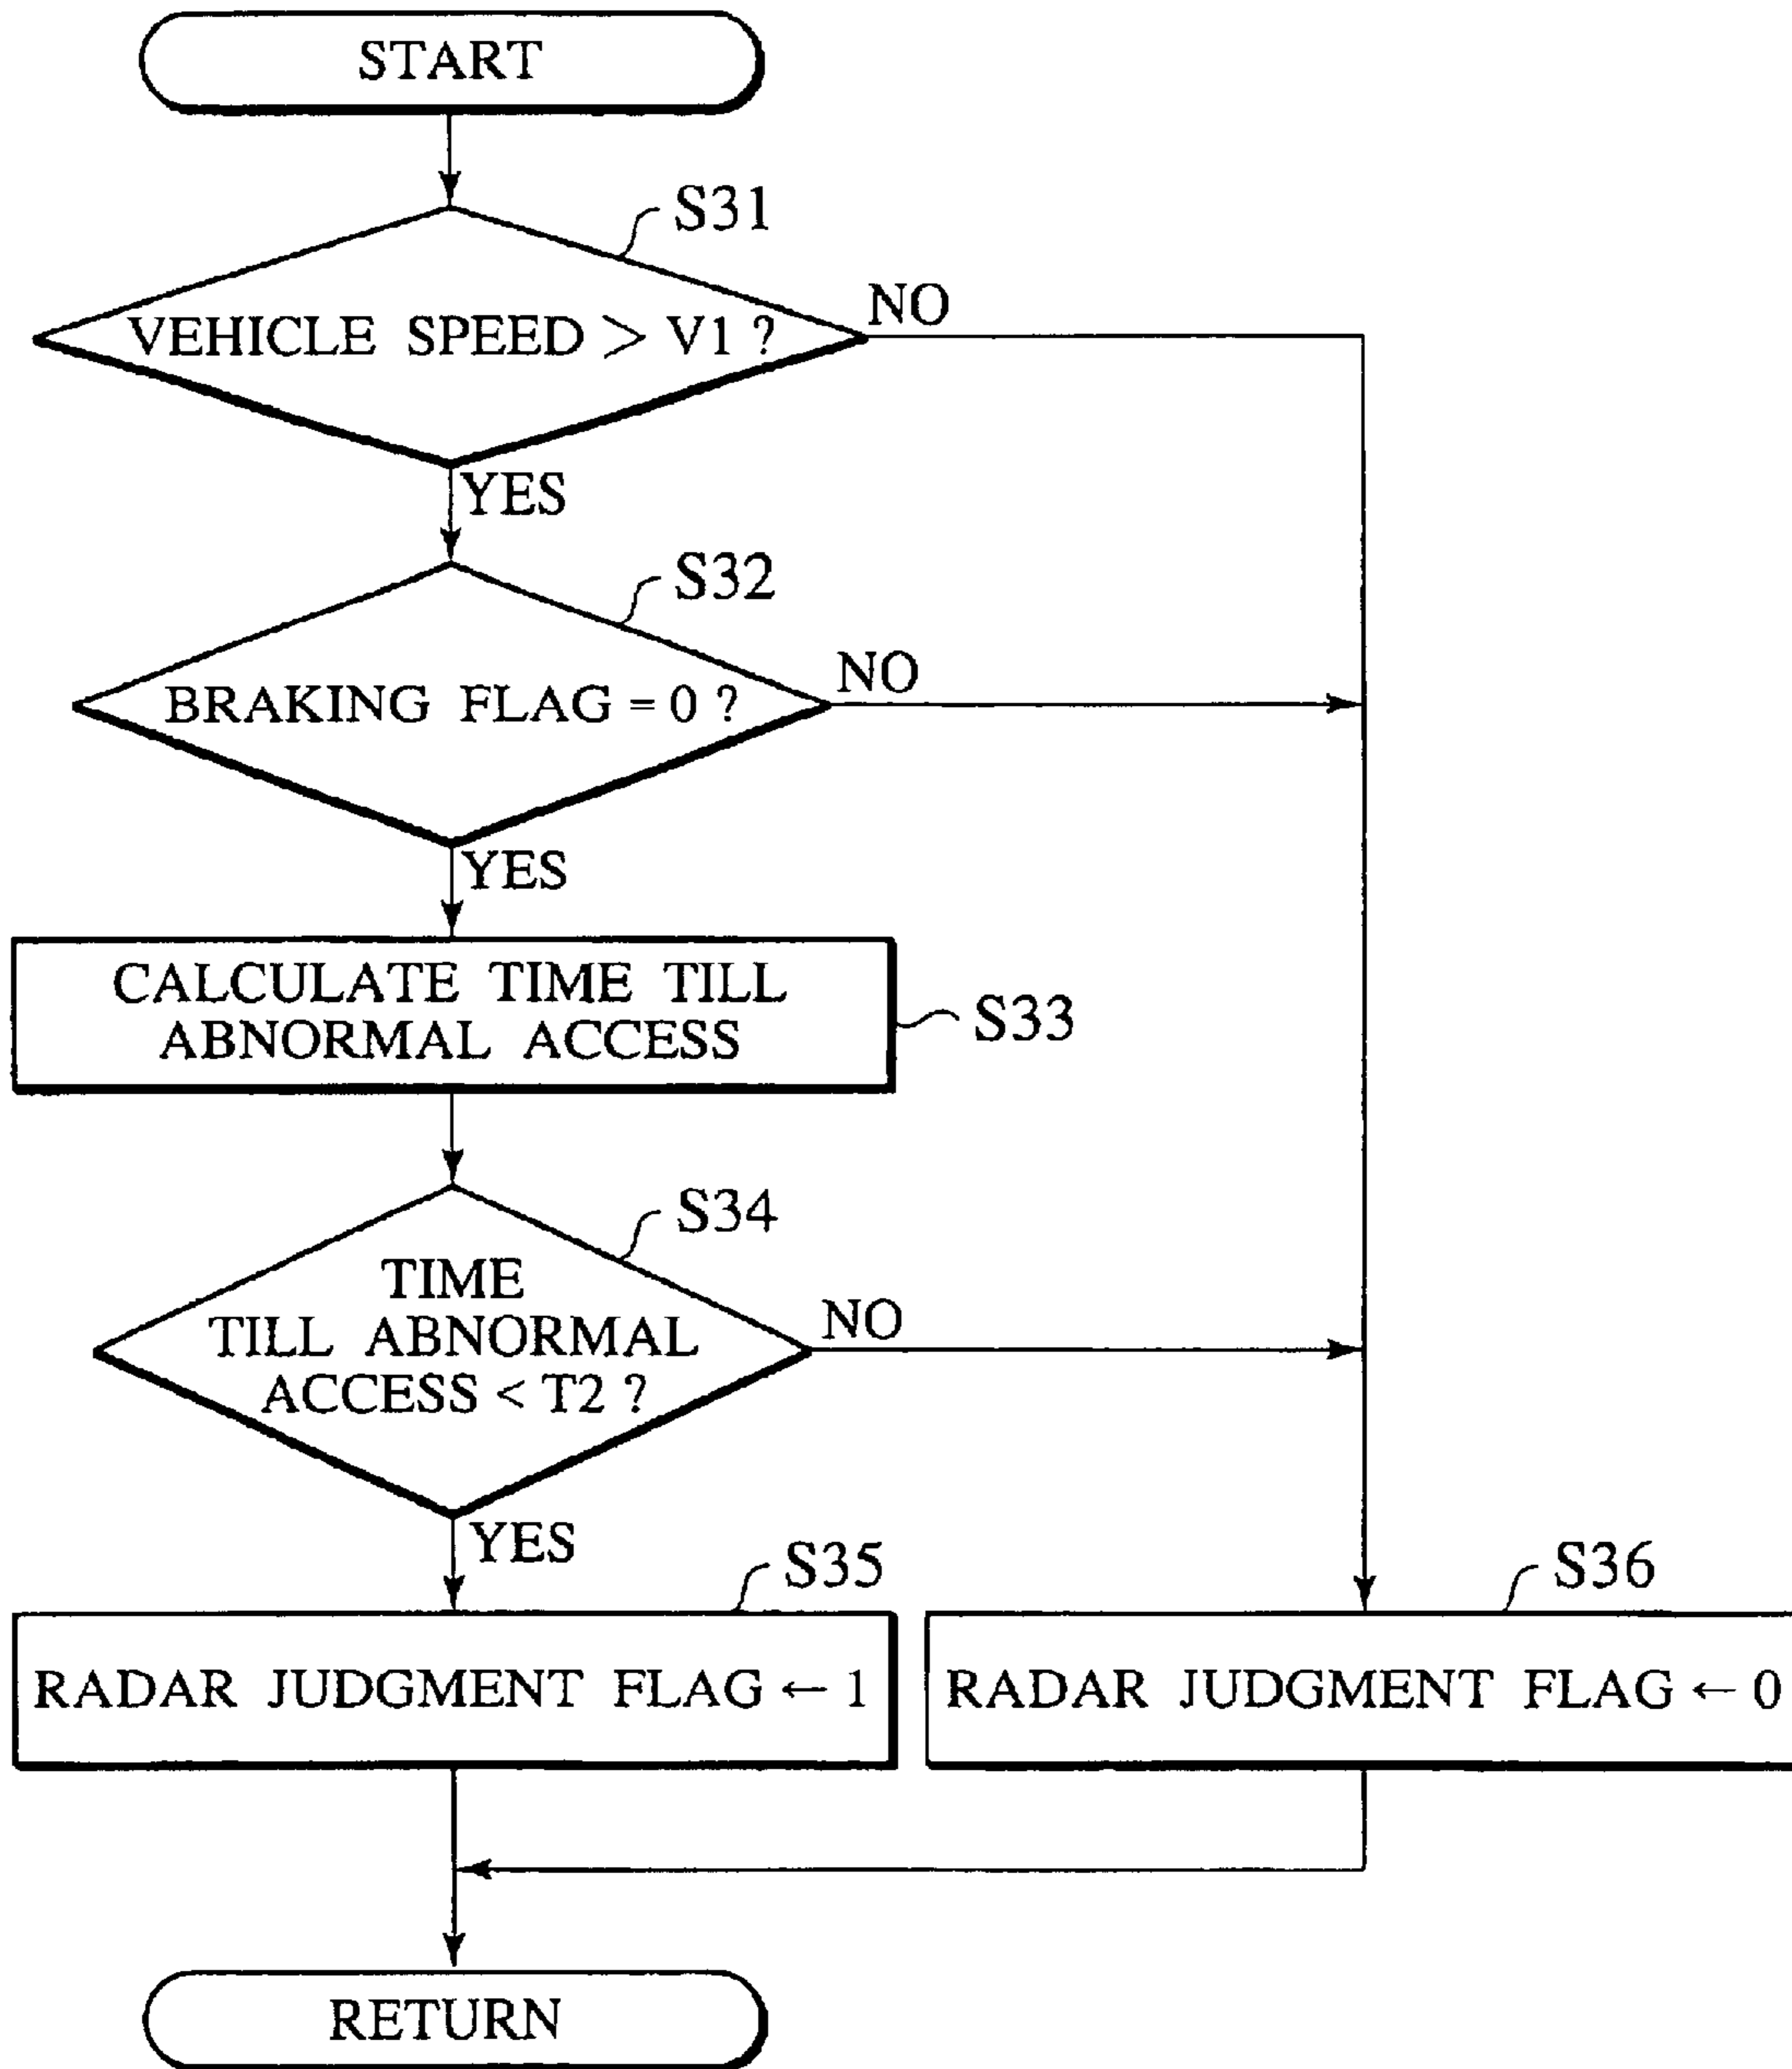 START
S31
VEHICLE SPEED > V1 ?
NO
YES
S32
BRAKING FLAG = 0 ?
NO
YES
CALCULATE TIME TILL
ABNORMAL ACCESS
S33
S34
TIME
TILL ABNORMAL
ACCESS < T2 ?
NO
YES
S35
S36
RADAR JUDGMENT FLAG ← 1
RADAR JUDGMENT FLAG ← 0
RETURN